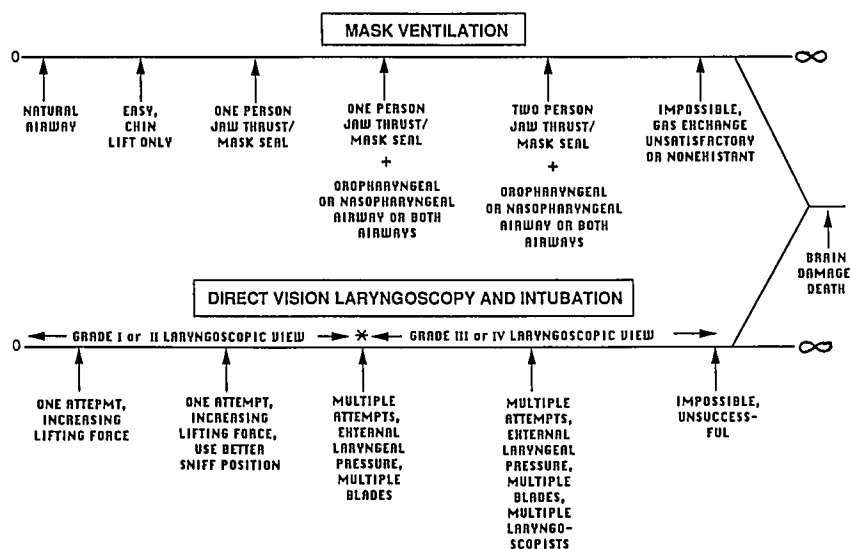 MASK VENTILATION
0
∞
NATURAL
AIRWAY
EASY,
CHIN
LIFT ONLY
ONE PERSON
JAW THRUST/
MASK SEAL
ONE PERSON
JAW THRUST/
MASK SEAL
+
OROPHARYNGEAL
OR NASOPHARYNGEAL
AIRWAY OR BOTH
AIRWAYS
TWO PERSON
JAW THRUST/
MASK SEAL
+
OROPHARYNGEAL
OR NASOPHARYNGEAL
AIRWAY OR BOTH
AIRWAYS
IMPOSSIBLE,
GAS EXCHANGE
UNSATISFACTORY
OR NONEXISTANT
BRAIN
DAMAGE
DEATH
DIRECT VISION LARYNGOSCOPY AND INTUBATION
GRADE I or II LARYNGOSCOPIC VIEW
*
GRADE III or IV LARYNGOSCOPIC VIEW
0
∞
ONE ATTEPMT,
INCREASING
LIFTING FORCE
ONE ATTEMPT,
INCREASING
LIFTING FORCE,
USE BETTER
SNIFF POSITION
MULTIPLE
ATTEMPTS,
EXTERNAL
LARYNGEAL
PRESSURE,
MULTIPLE
BLADES
MULTIPLE
ATTEMPTS,
EXTERNAL
LARYNGEAL
PRESSURE,
MULTIPLE
BLADES,
MULTIPLE
LARYNGO-
SCOPISTS
IMPOSSIBLE,
UNSUCCESS-
FUL